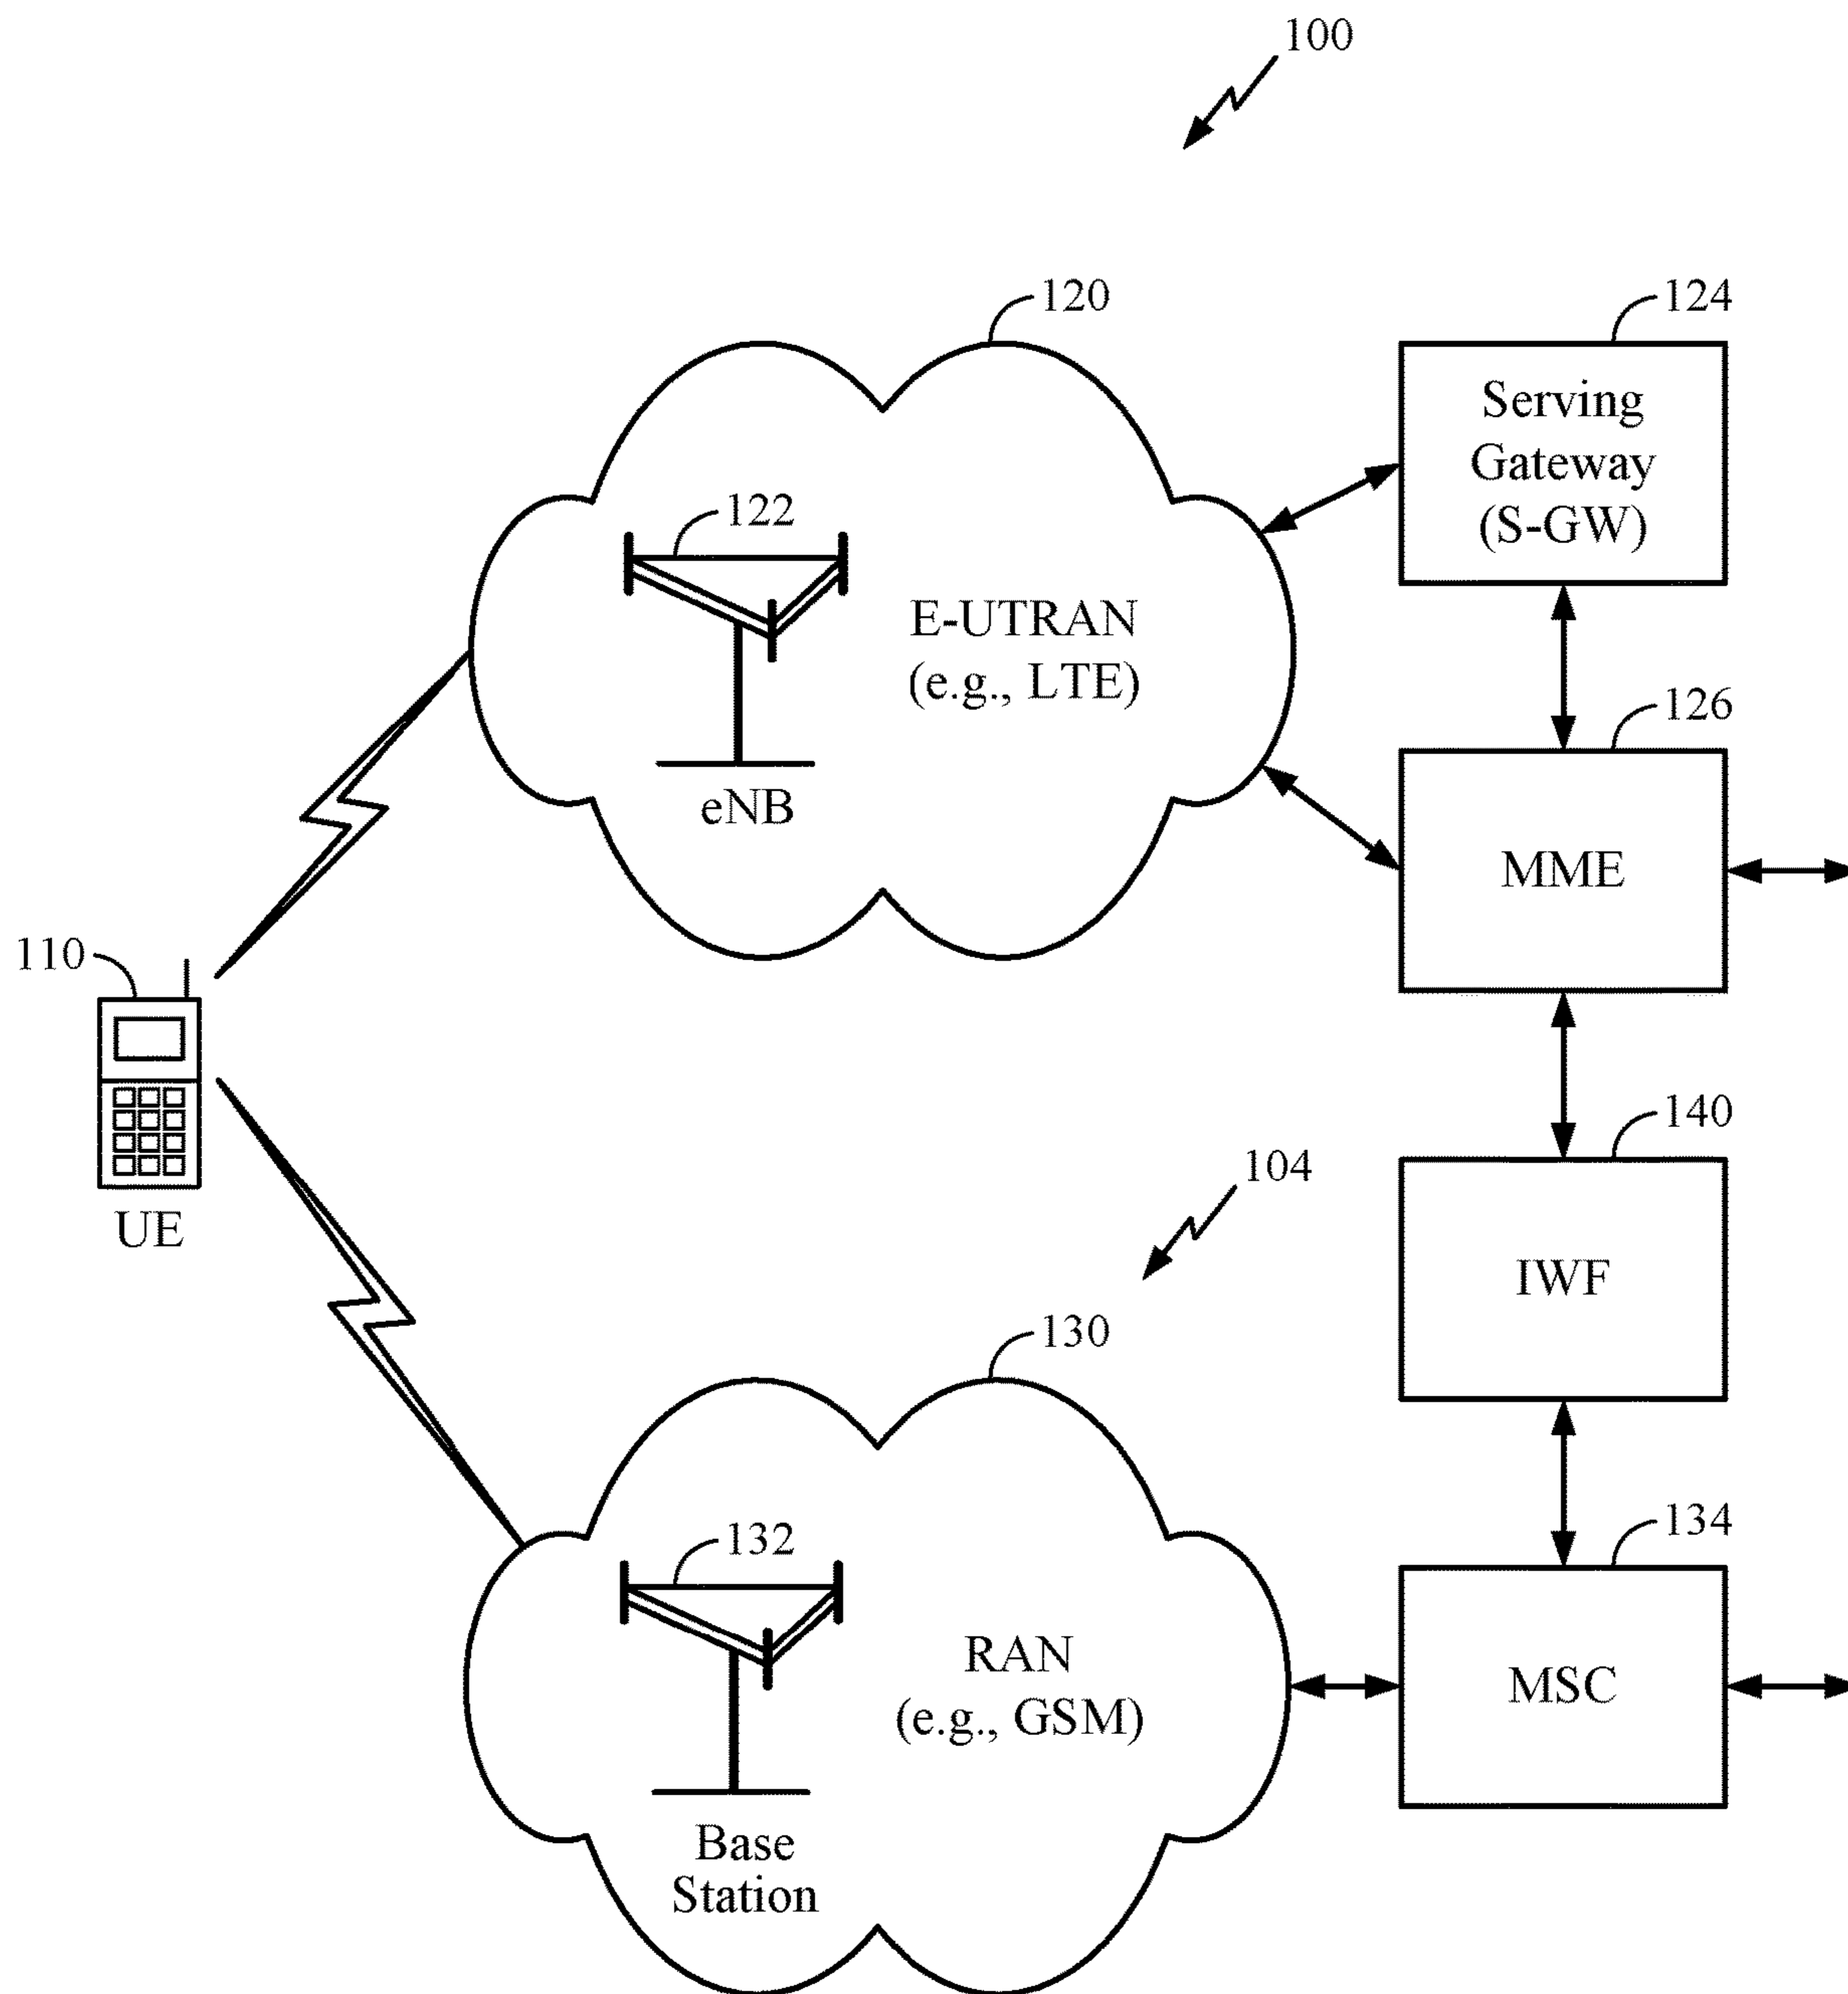 100
120
124
Serving
Gateway
(S-GW)
122
E-UTRAN
(e.g., LTE)
eNB
126
MME
110
UE
140
IWF
104
130
134
MSC
132
RAN
(e.g., GSM)
Base
Station